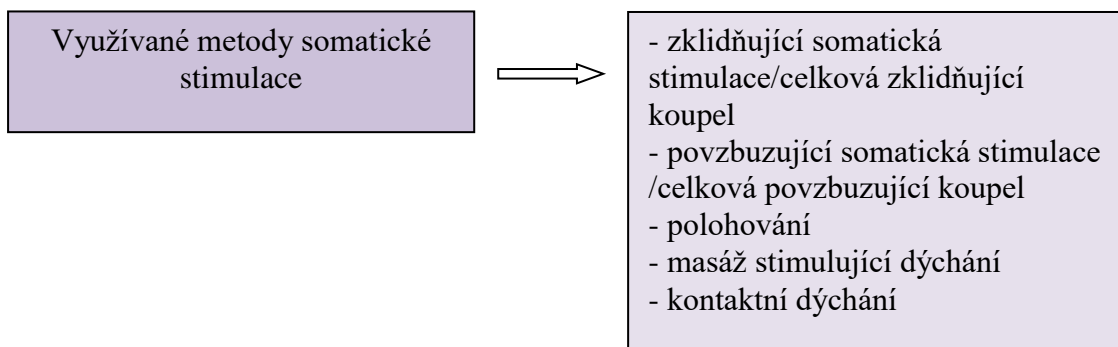 Využívané metody somatické
stimulace
- zklidňující somatická
stimulace/celková zklidňující
koupel
- povzbuzující somatická stimulace
/celková povzbuzující koupel
- polohování
- masáž stimulující dýchání
- kontaktní dýchání